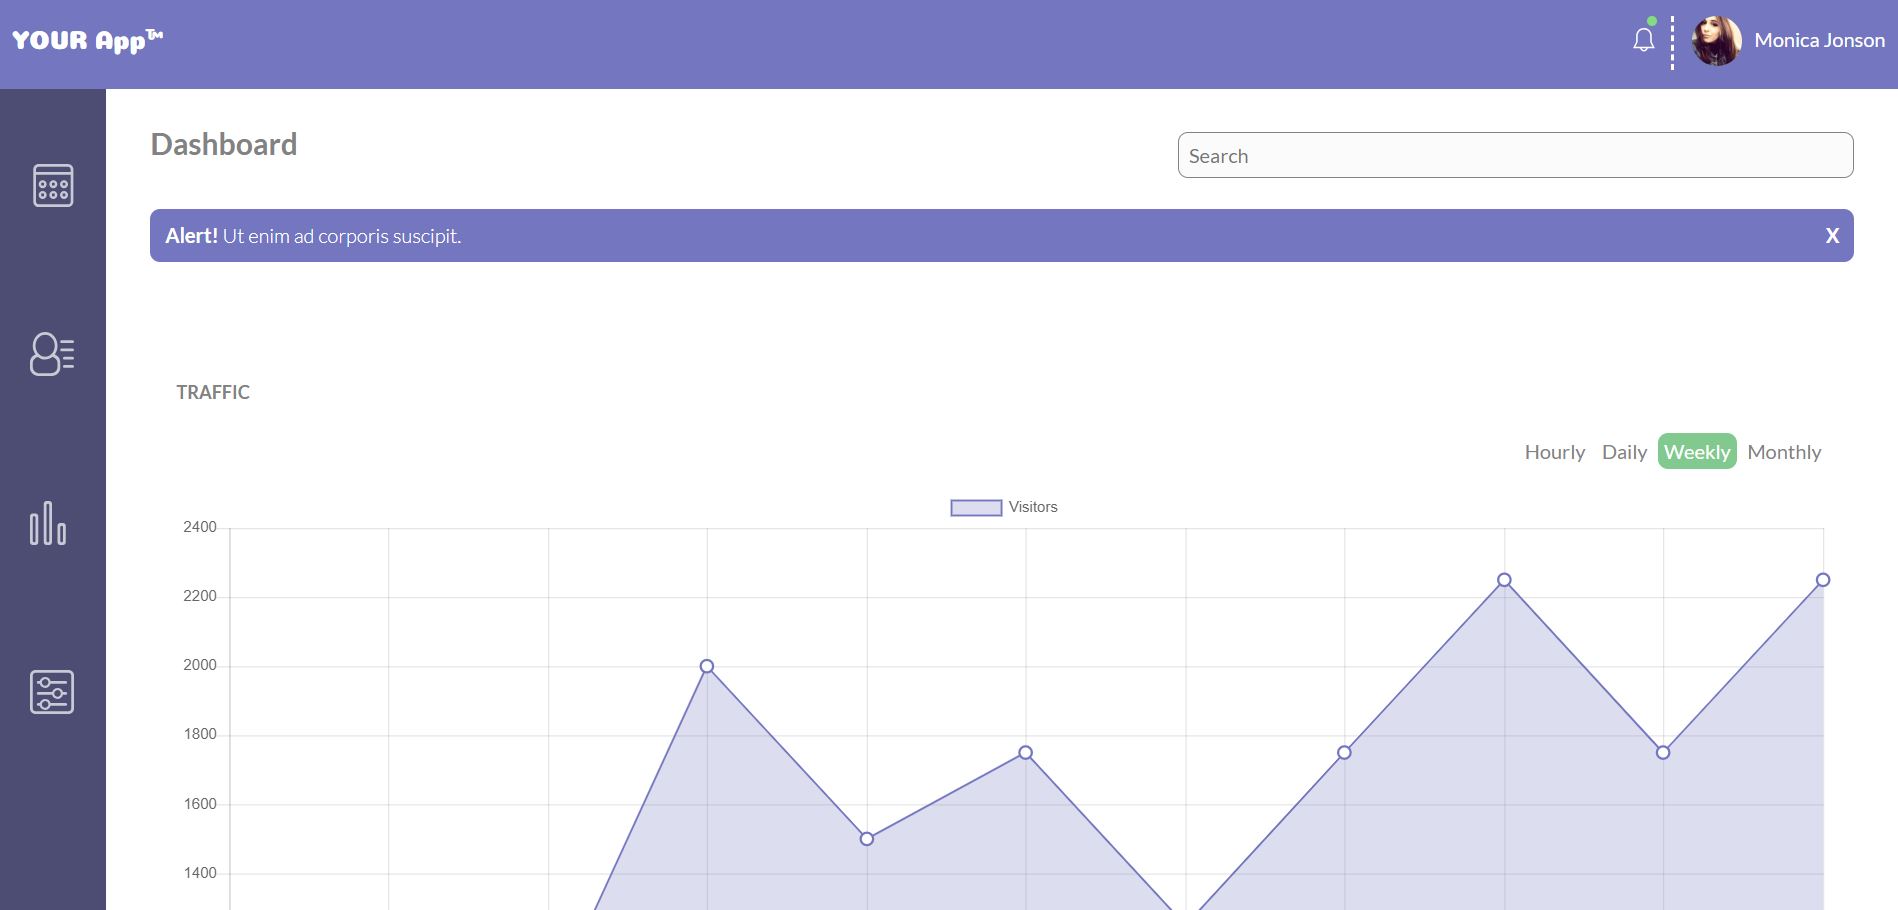 YOUR App™
Monica Jonson
Dashboard
Search
Alert! Ut enim ad corporis suscipit.
X
TRAFFIC
Hourly Daily Weekly Monthly
Visitors
2400
2200
2000
1800
1600
1400